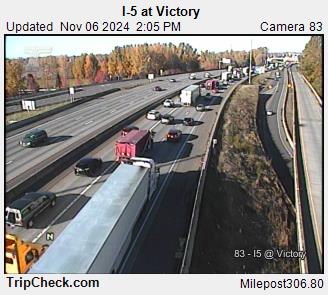 I-5 at Victory
Updated Nov 06 2024 2:05 PM
Camera 83
N
83 - I5 @ Victory
TripCheck.com
Milepost306.80